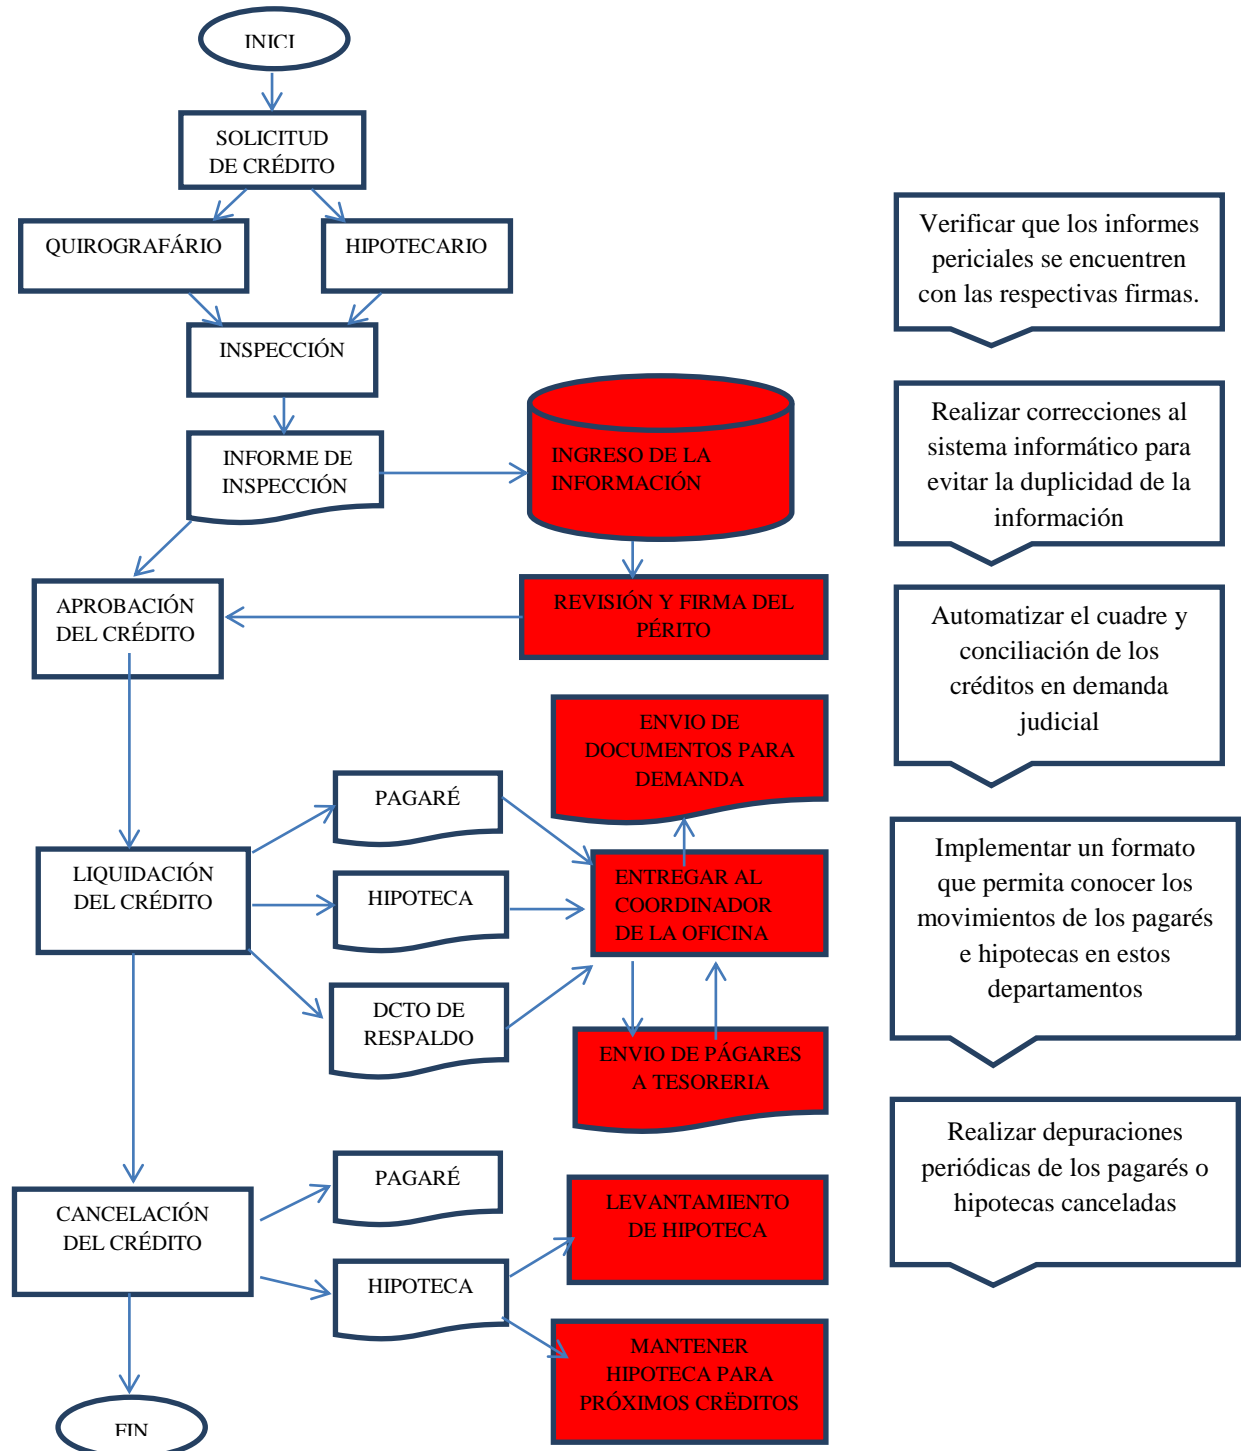 INICI
SOLICITUD
DE CRÉDITO
QUIROGRAFÁRIO
HIPOTECARIO
INSPECCIÓN
INFORME DE
INSPECCIÓN
INGRESO DE LA
INFORMACIÓN
APROBACIÓN
DEL CRÉDITO
REVISIÓN Y FIRMA DEL
PÉRITO
ENVIO DE
DOCUMENTOS PARA
DEMANDA
PAGARÉ
LIQUIDACIÓN
DEL CRÉDITO
HIPOTECA
ENTREGAR AL
COORDINADOR
DE LA OFICINA
DCTO DE
RESPALDO
ENVIO DE PÁGARES
A TESORERIA
PAGARÉ
CANCELACIÓN
DEL CRÉDITO
LEVANTAMIENTO
DE HIPOTECA
HIPOTECA
MANTENER
HIPOTECA PARA
PRÓXIMOS CRËDITOS
FIN
Verificar que los informes
periciales se encuentren
con las respectivas firmas.
Realizar correcciones al
sistema informático para
evitar la duplicidad de la
información
Automatizar el cuadre y
conciliación de los
créditos en demanda
judicial
Implementar un formato
que permita conocer los
movimientos de los pagarés
e hipotecas en estos
departamentos
Realizar depuraciones
periódicas de los pagarés o
hipotecas canceladas